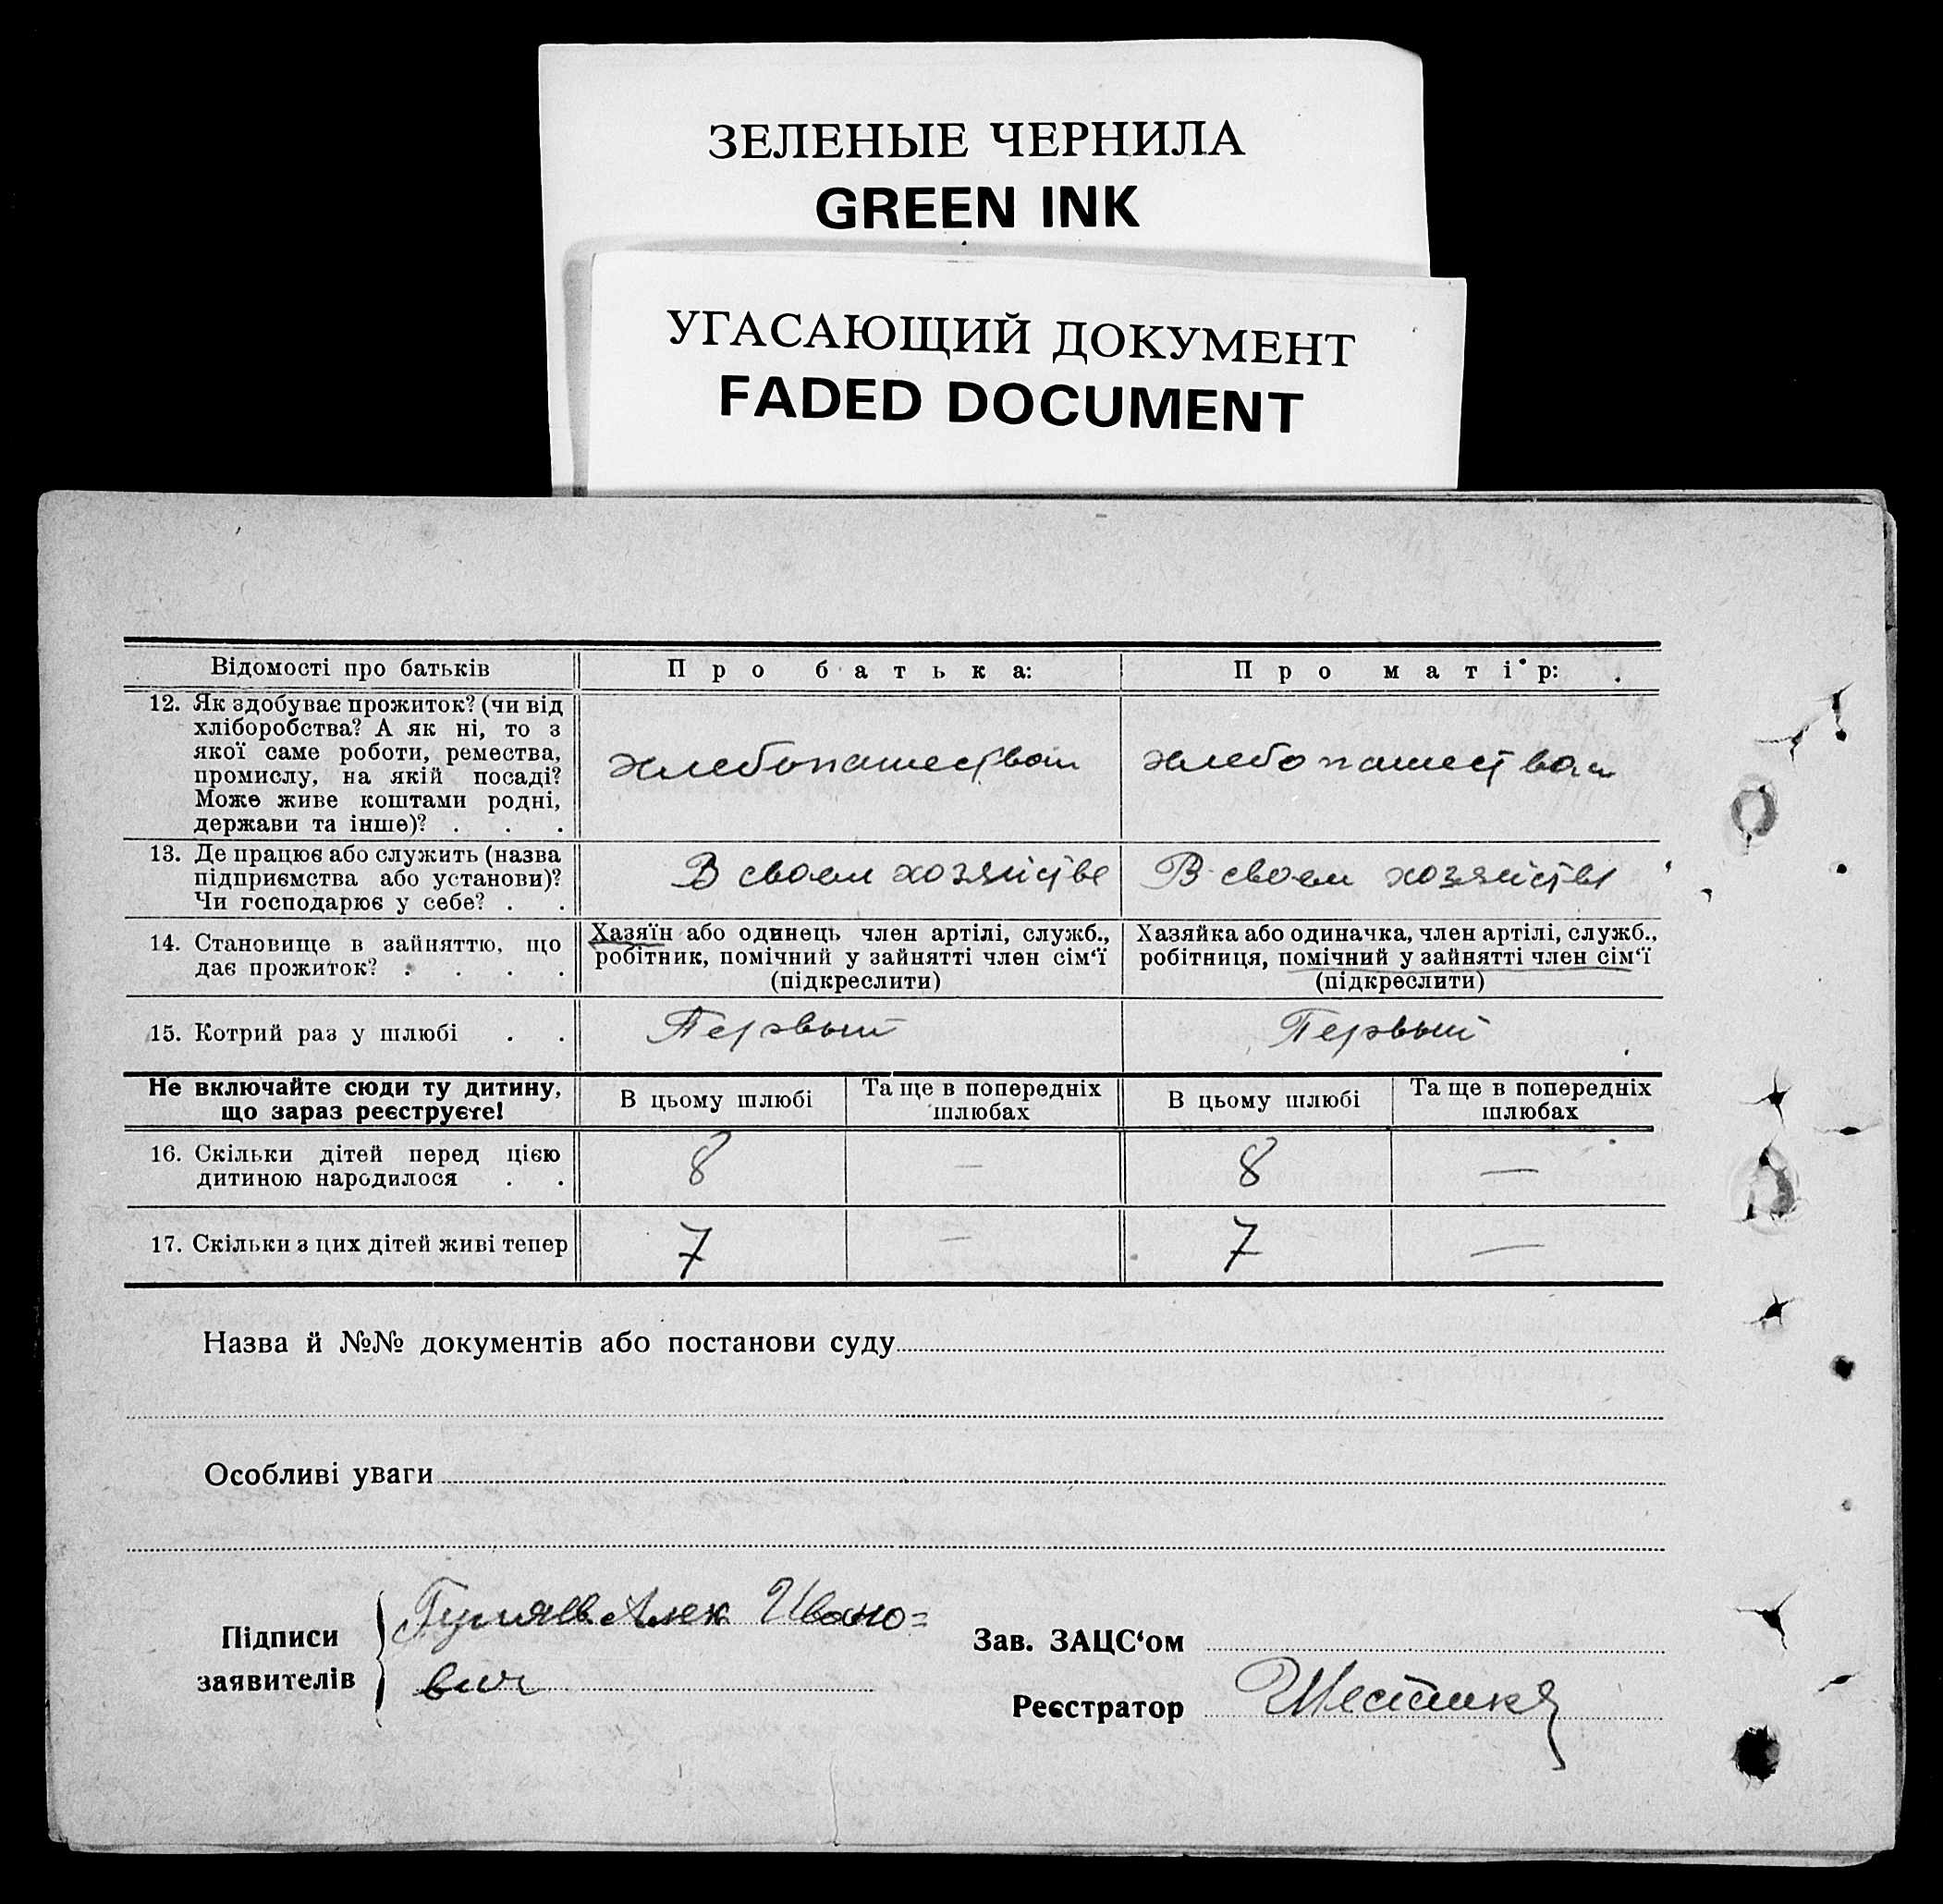 ЗЕЛЕНЫЕ ЧЕРНИЛА
GREEN INK
УГАСАЮЩИЙ ДОКУМЕНТ
FADED DOCUMENT
Відомості про батьків
Про батька:
Про матір:
12. Як здобуває прожиток? (чи від
хліборобства? А як ні, то з
якої саме роботи, ремества,
промислу, на якій посаді?
Може живе коштами родні,
держави та інше)? . . .
хлебопашеством
хлебопашеством
13. Де працює або служить (назва
підприємства або установи)?
Чи господарює у себе? . .
В своем хозяйстве
В своем хозяйстве
14. Становище в зайняттю, що
дає прожиток? . . . .
Хазяїн або одинець член артілі, служб.,
робітник, помічний у зайнятті член сім‘ї
(підкреслити)
Хазяйка або одиначка, член артілі, служб.,
робітниця, помічний у зайнятті член сім‘ї
(підкреслити)
15. Котрий раз у шлюбі . .
Первый
Первый
Не включайте сюди ту дитину,
що зараз реєструєте!
В цьому шлюбі
Та ще в попередніх
шлюбах
В цьому шлюбі
Та ще в попередніх
шлюбах
16. Скільки дітей перед цією
дитиною народилося . .
8
—
8
—
17. Скільки з цих дітей живі тепер
7
—
7
—
Назва й №№ документів або постанови суду
Особливі уваги
Підписи
заявителів
Алек Ивано=
вич
Зав. ЗАЦС‘ом
Реєстратор